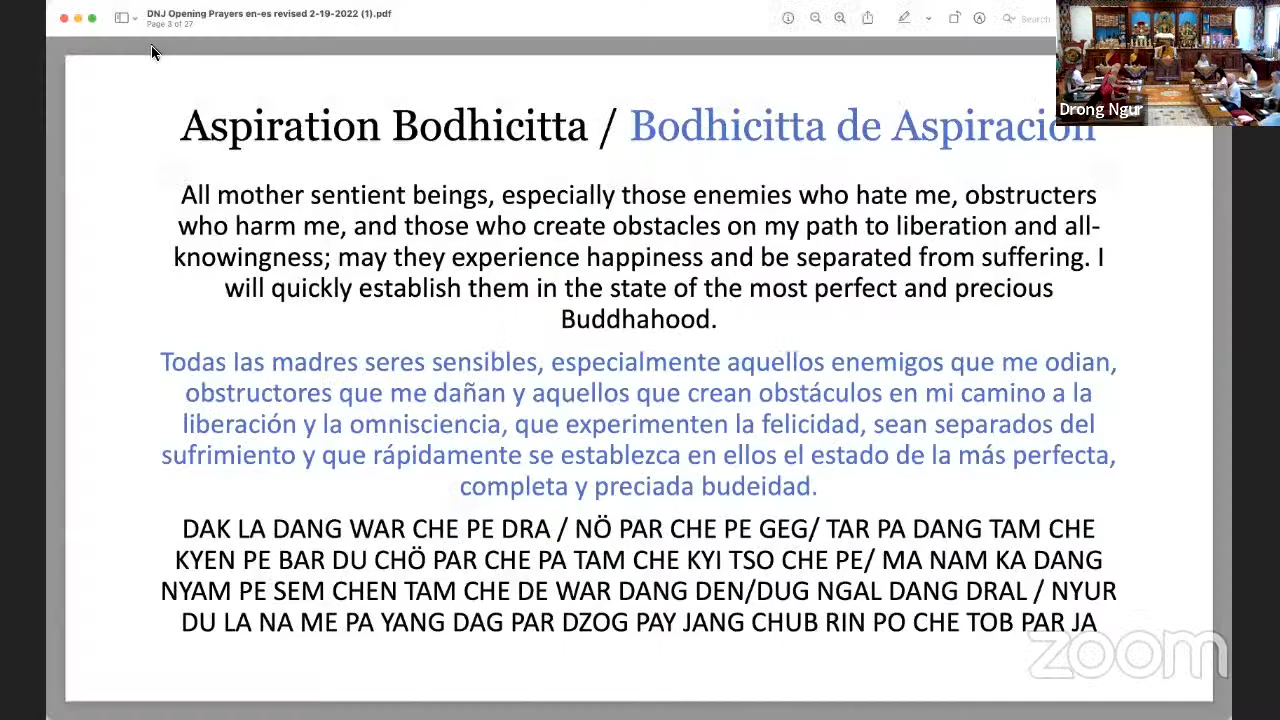 DNJ Opening Prayers en-es revised 2-19-2022 (1).pdf
Page 3 of 27
Search
Drong Ngur
Aspiration Bodhicitta / Bodhicitta de Aspiración
All mother sentient beings, especially those enemies who hate me, obstructers
who harm me, and those who create obstacles on my path to liberation and all-
knowingness; may they experience happiness and be separated from suffering. I
will quickly establish them in the state of the most perfect and precious
Buddhahood.
Todas las madres seres sensibles, especialmente aquellos enemigos que me odian,
obstructores que me dañan y aquellos que crean obstáculos en mi camino a la
liberación y la omnisciencia, que experimenten la felicidad, sean separados del
sufrimiento y que rápidamente se establezca en ellos el estado de la más perfecta,
completa y preciada budeidad.
DAK LA DANG WAR CHE PE DRA / NÖ PAR CHE PE GEG/ TAR PA DANG TAM CHE
KYEN PE BAR DU CHÖ PAR CHE PA TAM CHE KYI TSO CHE PE/ MA NAM KA DANG
NYAM PE SEM CHEN TAM CHE DE WAR DANG DEN/DUG NGAL DANG DRAL / NYUR
DU LA NA ME PA YANG DAG PAR DZOG PAY JANG CHUB RIN PO CHE TOB PAR JA
zoom